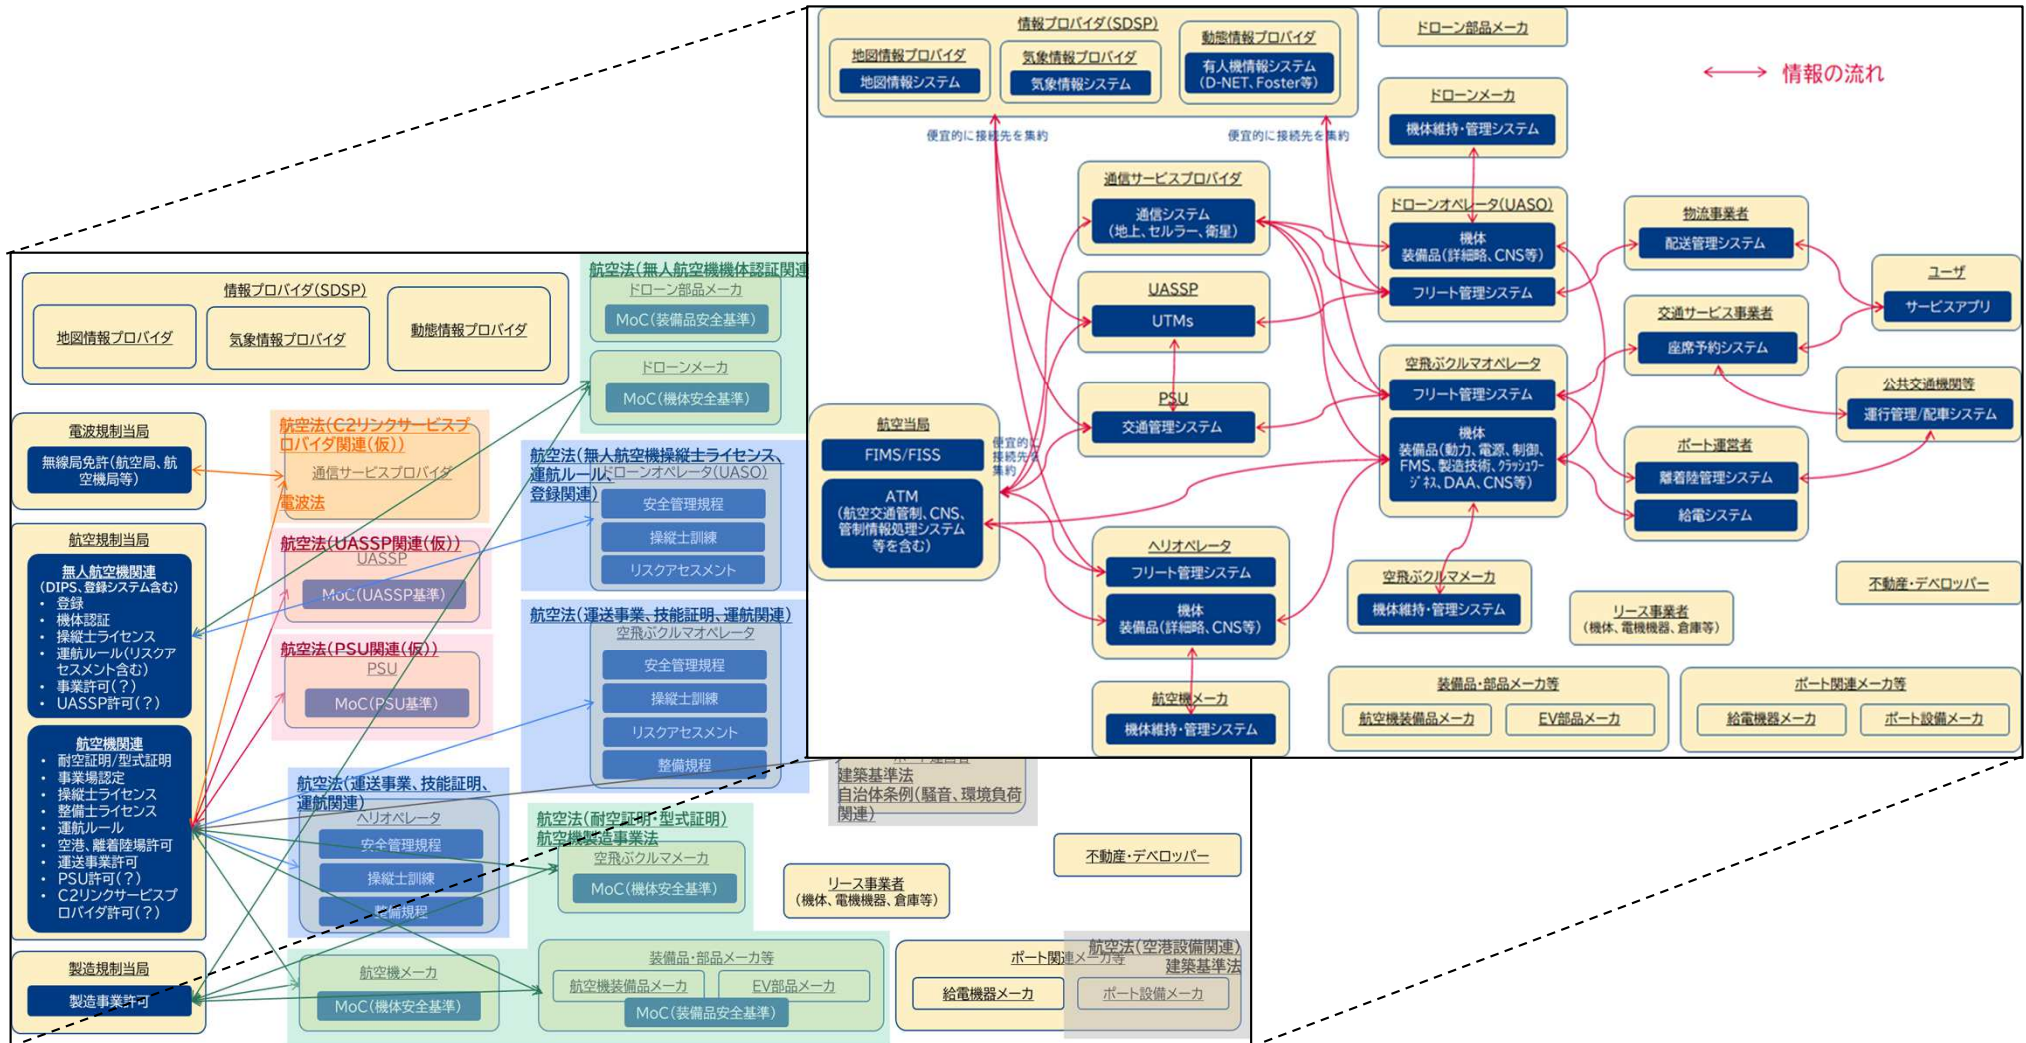 情報プロバイダ(SDSP)
地図情報プロバイダ
地図情報システム
気象情報プロバイダ
気象情報システム
動態情報プロバイダ
有人機情報システム
(D-NET、Foster等)
便宜的に接続先を集約
便宜的に接続先を集約
ドローン部品メーカ
情報の流れ
ドローンメーカ
機体維持・管理システム
通信サービスプロバイダ
通信システム
(地上、セルラー、衛星)
ドローンオペレータ(UASO)
機体
装備品(詳細略、CNS等)
フリート管理システム
物流事業者
配送管理システム
ユーザ
サービスアプリ
UASSP
UTMs
交通サービス事業者
座席予約システム
PSU
交通管理システム
空飛ぶクルマオペレータ
フリート管理システム
機体
装備品(動力、電源、制御、
FMS、製造技術、クラッシュワー
ジネス、DAA、CNS等)
公共交通機関等
運行管理/配車システム
航空当局
FIMS/FISS
ATM
(航空交通管制、CNS、
管制情報処理システム
等を含む)
便宜的に
接続先を
集約
ポート運営者
離着陸管理システム
給電システム
ヘリオペレータ
フリート管理システム
機体
装備品(詳細略、CNS等)
空飛ぶクルマメーカ
機体維持・管理システム
リース事業者
(機体、電機機器、倉庫等)
不動産・デベロッパー
航空機メーカ
機体維持・管理システム
装備品・部品メーカ等
航空機装備品メーカ
EV部品メーカ
ポート関連メーカ等
給電機器メーカ
ポート設備メーカ
情報プロバイダ(SDSP)
地図情報プロバイダ
気象情報プロバイダ
動態情報プロバイダ
航空法(無人航空機機体認証関連
ドローン部品メーカ
MoC(装備品安全基準)
ドローンメーカ
MoC(機体安全基準)
電波規制当局
無線局免許(航空局、航
空機局等)
航空法(C2リンクサービスプ
ロバイダ関連(仮))
通信サービスプロバイダ
電波法
航空法(無人航空機操縦士ライセンス、
運航ルール、
登録関連)
ドローンオペレータ(UASO)
安全管理規程
操縦士訓練
リスクアセスメント
航空規制当局
無人航空機関連
(DIPS、登録システム含む)
• 登録
• 機体認証
• 操縦士ライセンス
• 運航ルール(リスクア
セスメント含む)
• 事業許可(?)
• UASSP許可(?)
航空法(UASSP関連(仮))
UASSP
MoC(UASSP基準)
航空法(PSU関連(仮))
PSU
MoC(PSU基準)
航空法(運送事業、技能証明、運航関連)
空飛ぶクルマオペレータ
安全管理規程
操縦士訓練
リスクアセスメント
整備規程
航空機関連
• 耐空証明/型式証明
• 事業場認定
• 操縦士ライセンス
• 整備士ライセンス
• 運航ルール
• 空港、離着陸場許可
• 運送事業許可
• PSU許可(?)
• C2リンクサービスプ
ロバイダ許可(?)
航空法(運送事業、技能証明、
運航関連)
ヘリオペレータ
安全管理規程
操縦士訓練
整備規程
航空法(耐空証明・型式証明)
航空機製造事業法
空飛ぶクルマメーカ
MoC(機体安全基準)
ポート運営者
建築基準法
自治体条例(騒音、環境負荷
関連)
リース事業者
(機体、電機機器、倉庫等)
不動産・デベロッパー
製造規制当局
製造事業許可
航空機メーカ
MoC(機体安全基準)
装備品・部品メーカ等
航空機装備品メーカ
EV部品メーカ
MoC(装備品安全基準)
航空法(空港設備関連)
建築基準法
ポート関連メーカ等
給電機器メーカ
ポート設備メーカ